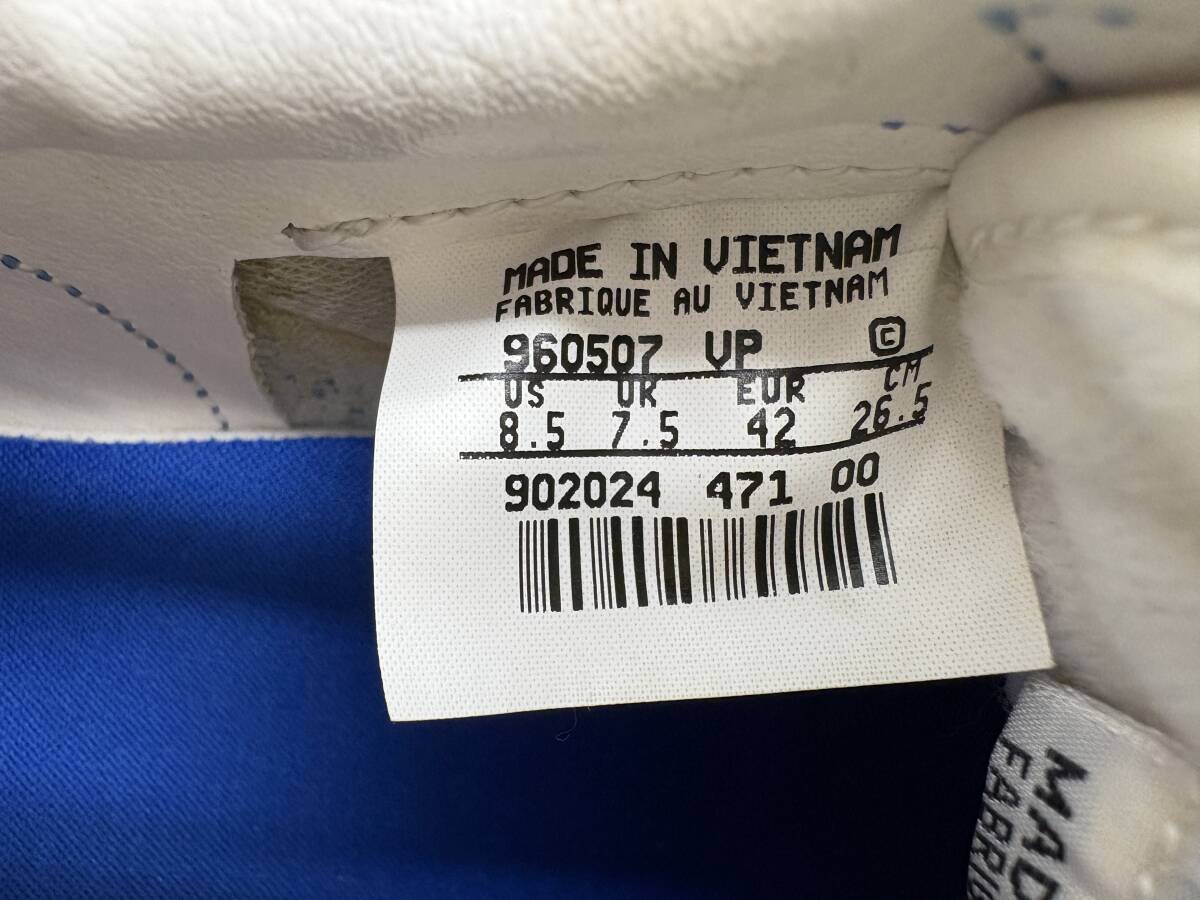 MADE IN VIETNAM
FABRIQUE AU VIETNAM
960507 VP ©
US UK EUR CM
8.5 7.5 42 26.5
902024 471 00